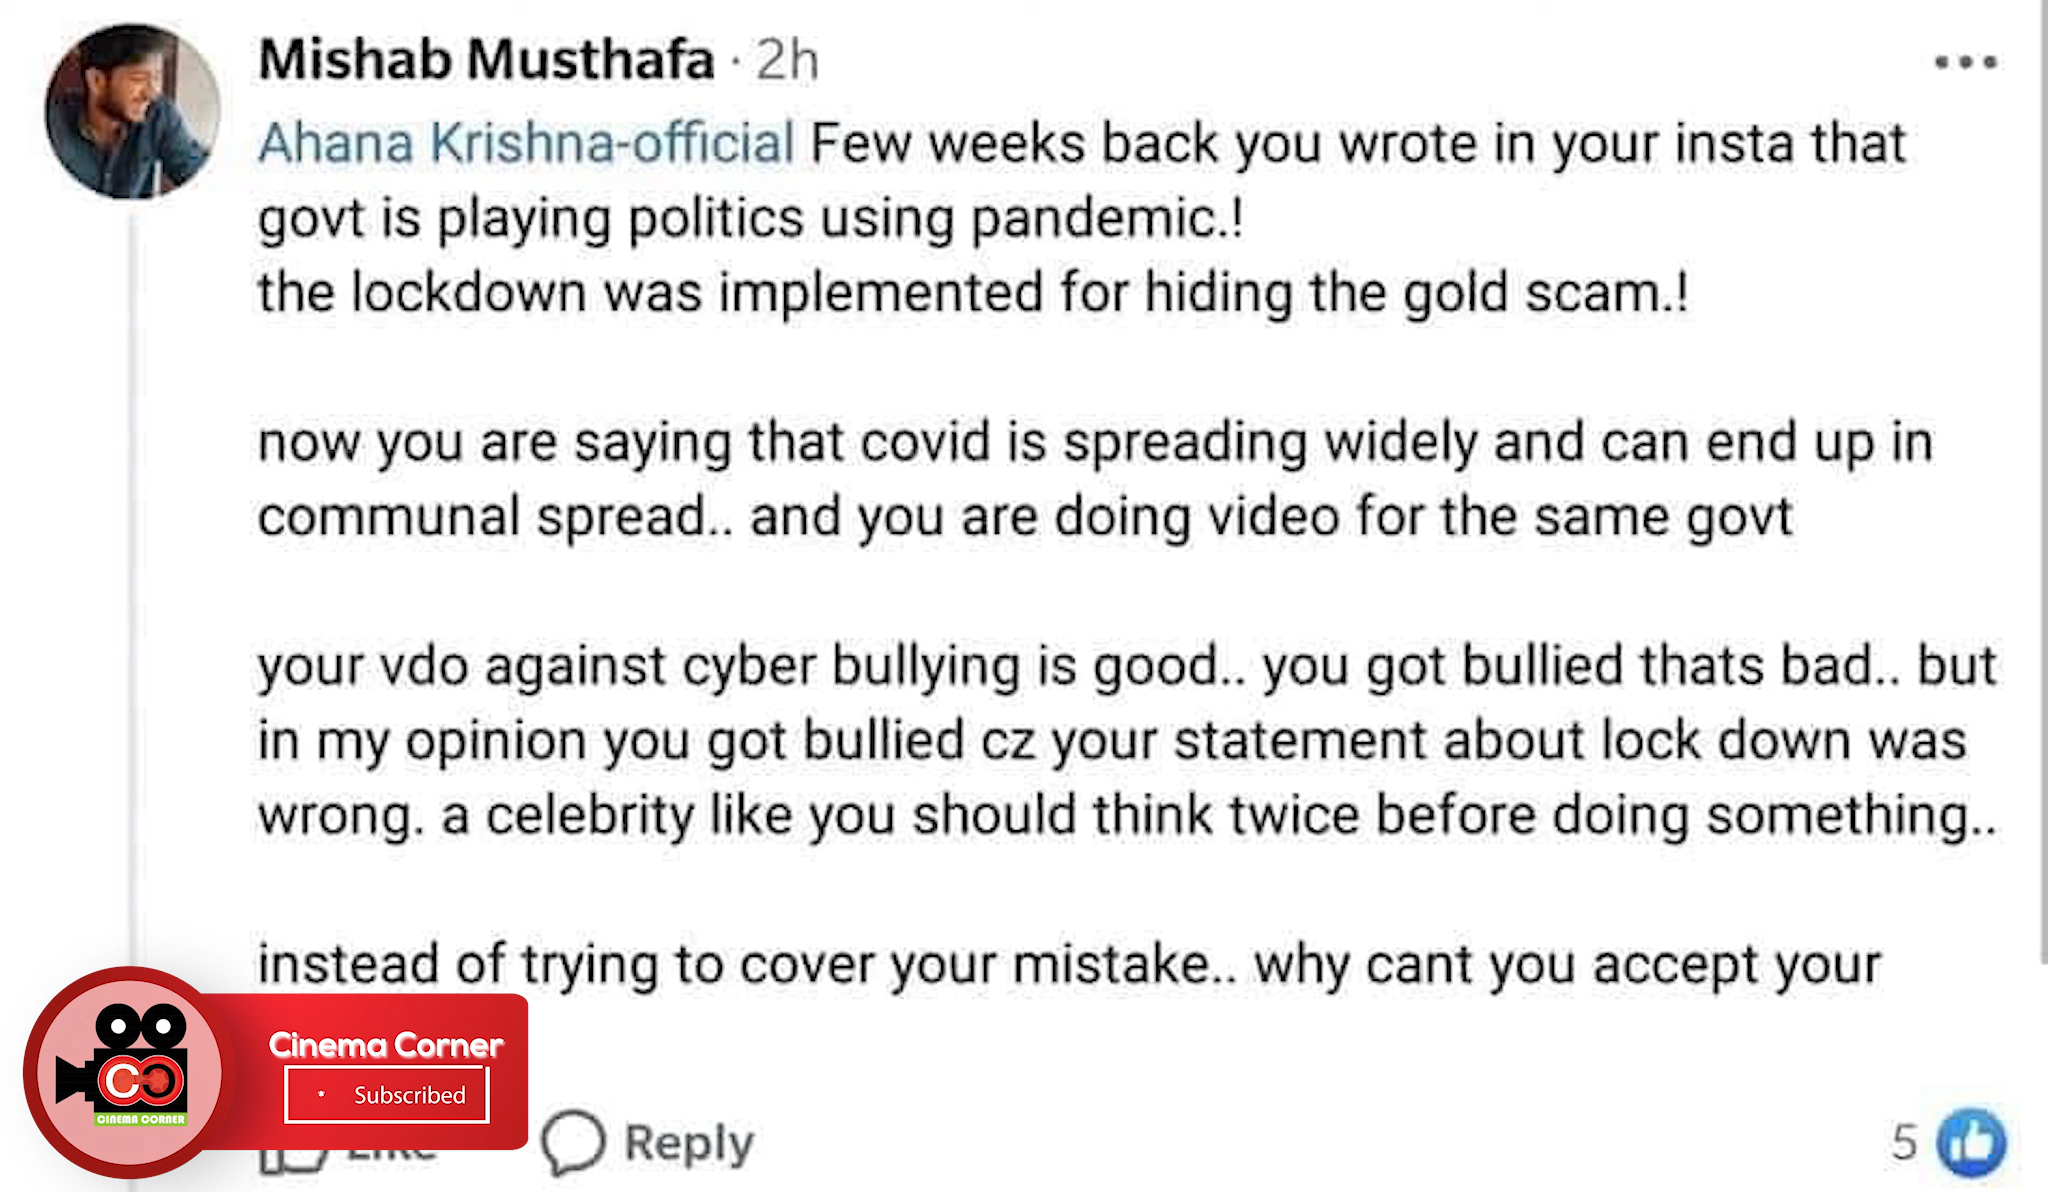 Mishab Musthafa · 2h
Ahana Krishna-official Few weeks back you wrote in your insta that
govt is playing politics using pandemic.!
the lockdown was implemented for hiding the gold scam.!
now you are saying that covid is spreading widely and can end up in
communal spread.. and you are doing video for the same govt
your vdo against cyber bullying is good.. you got bullied thats bad.. but
in my opinion you got bullied cz your statement about lock down was
wrong. a celebrity like you should think twice before doing something..
instead of trying to cover your mistake.. why cant you accept your
Cinema Corner
Subscribed
CC
CINEMA CORNER
Like Reply 5